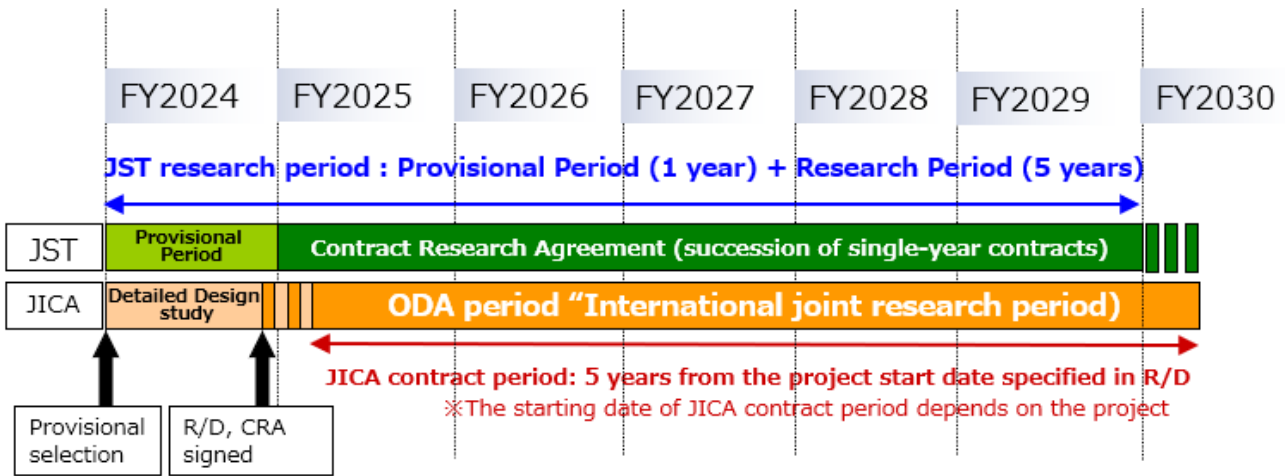 FY2024
FY2025
FY2026
FY2027
FY2028
FY2029
FY2030
JST research period : Provisional Period (1 year) + Research Period (5 years)
JST
Provisional
Period
Contract Research Agreement (succession of single-year contracts)
JICA
Detailed Design
study
ODA period “International joint research period)
JICA contract period: 5 years from the project start date specified in R/D
※The starting date of JICA contract period depends on the project
Provisional
selection
R/D, CRA
signed